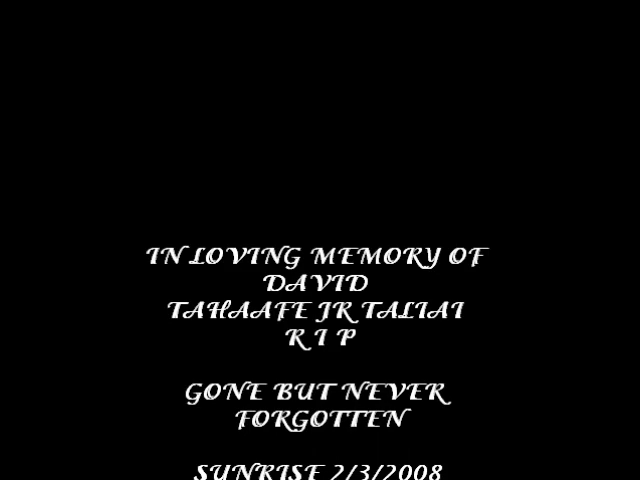 IN LOVING MEMORY OF
DAVID
TAHAAFE JR TALIAI
R I P
GONE BUT NEVER
FORGOTTEN
SUNRISE 2/3/2008